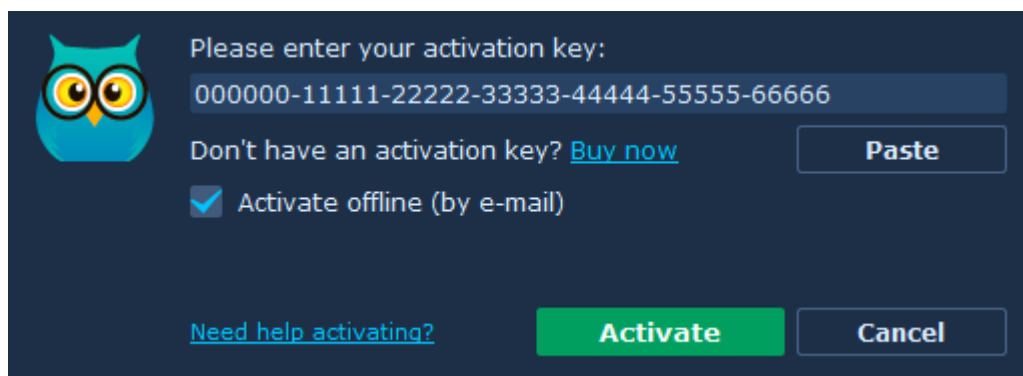 Please enter your activation key:
000000-11111-22222-33333-44444-55555-66666
Don't have an activation key? Buy now
Paste
Activate offline (by e-mail)
Need help activating?
Activate
Cancel